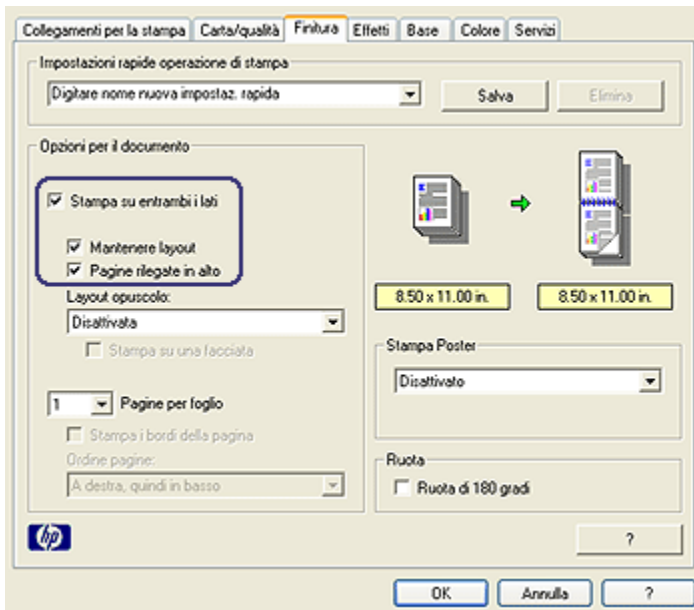 Collegamenti per la stampa Carta/qualità Finitura Effetti Base Colore Servizi
Impostazioni rapide operazione di stampa
Digitare nome nuova impostaz. rapida Salva Elimina
Opzioni per il documento
Stampa su entrambi i lati
Mantenere layout
Pagine rilegate in alto
Layout opuscolo:
Disattivata
Stampa su una facciata
1 Pagine per foglio
Stampa i bordi della pagina
Ordine pagine:
A destra, quindi in basso
8.50 x 11.00 in. 8.50 x 11.00 in.
Stampa Poster
Disattivato
Ruota
Ruota di 180 gradi
hp ?
OK Annulla ?